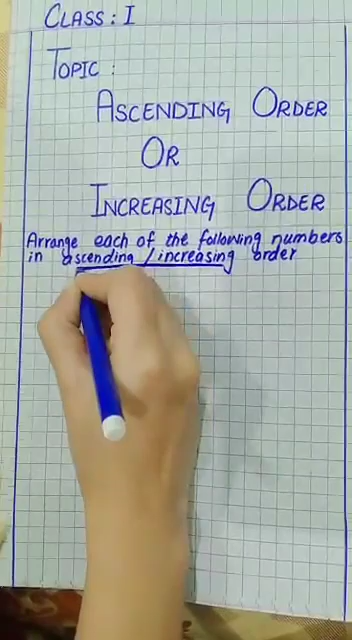 CLASS : I
TOPIC :
ASCENDING ORDER
OR
INCREASING ORDER
Arrange each of the following numbers
in ascending / increasing order